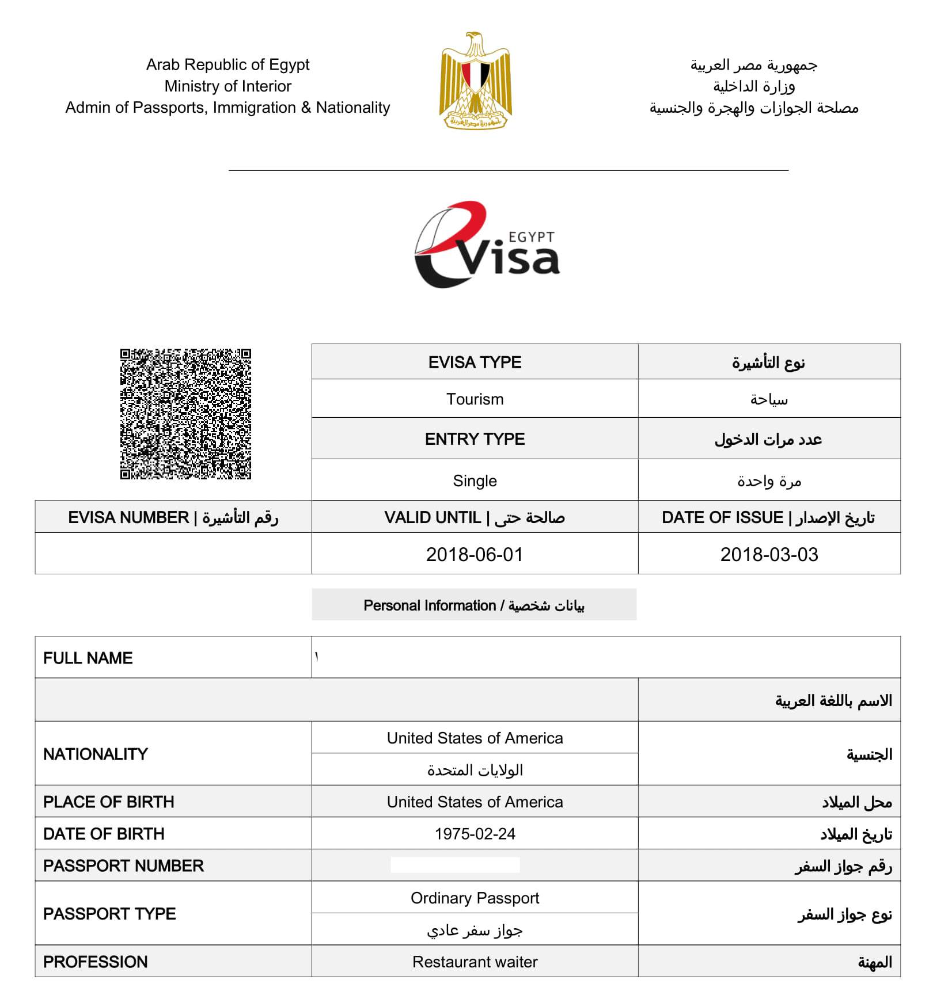 Arab Republic of Egypt
Ministry of Interior
Admin of Passports, Immigration & Nationality
جمهورية مصر العربية
وزارة الداخلية
مصلحة الجوازات والهجرة والجنسية
جمهورية مصر العربية
EGYPT
eVisa
EVISA TYPE نوع التأشيرة
Tourism سياحة
ENTRY TYPE عدد مرات الدخول
Single مرة واحدة
EVISA NUMBER | رقم التأشيرة VALID UNTIL | صالحة حتى DATE OF ISSUE | تاريخ الإصدار
2018-06-01 2018-03-03
Personal Information / بيانات شخصية
FULL NAME
الاسم باللغة العربية
United States of America
NATIONALITY الجنسية
الولايات المتحدة
PLACE OF BIRTH United States of America محل الميلاد
DATE OF BIRTH 1975-02-24 تاريخ الميلاد
PASSPORT NUMBER رقم جواز السفر
Ordinary Passport
PASSPORT TYPE نوع جواز السفر
جواز سفر عادي
PROFESSION Restaurant waiter المهنة